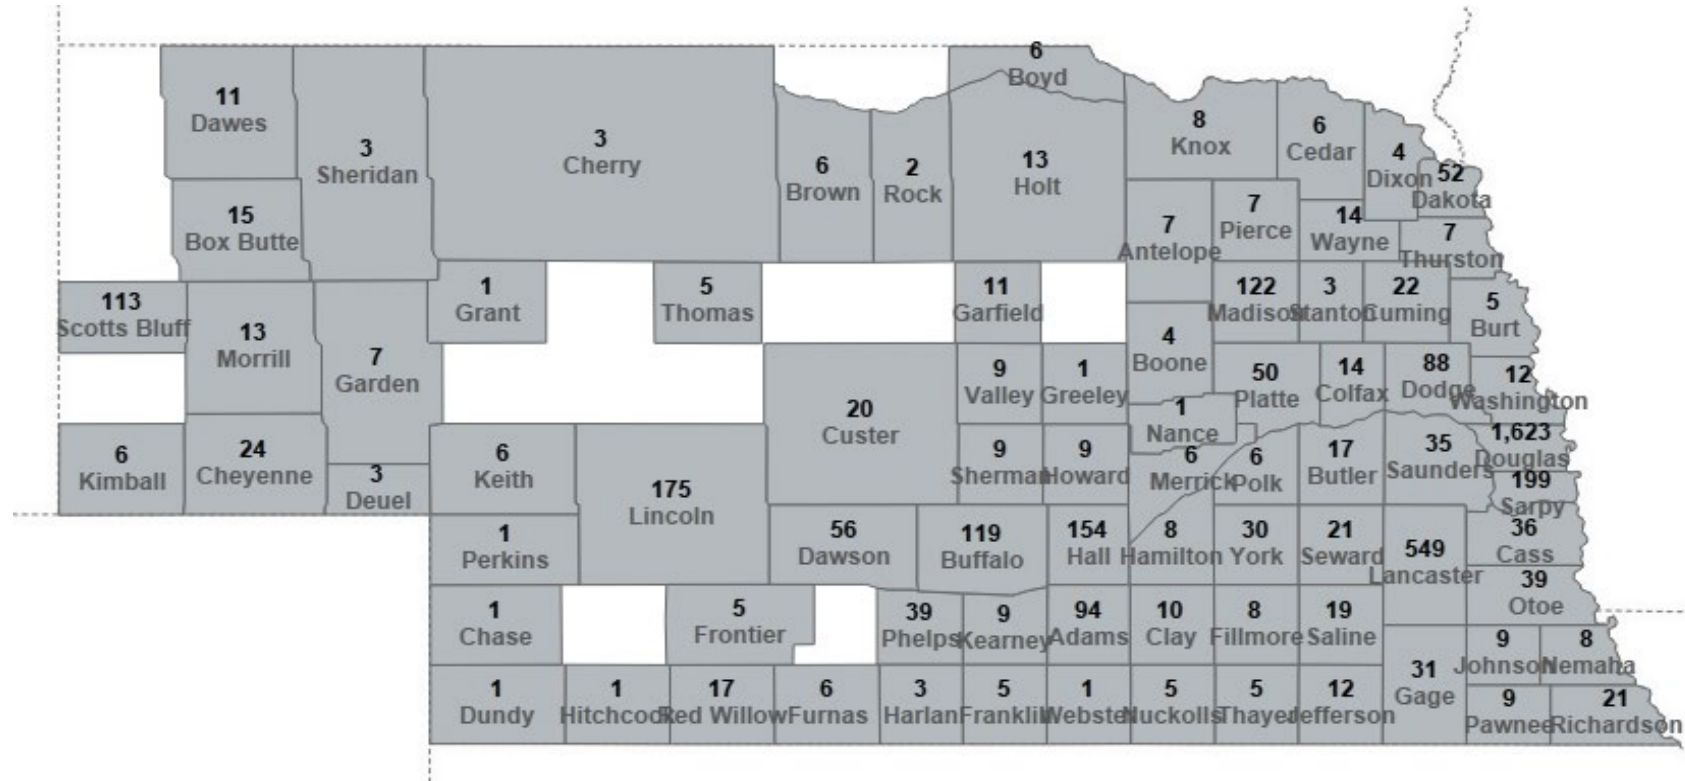 6
Boyd
11
Dawes
3
Sheridan
3
Cherry
6
Brown
2
Rock
13
Holt
8
Knox
6
Cedar
4
Dixon
52
Dakota
15
Box Butte
7
Antelope
7
Pierce
14
Wayne
7
Thurston
113
Scotts Bluff
13
Morrill
7
Garden
1
Grant
5
Thomas
11
Garfield
122
Madison
3
Stanton
22
Cuming
5
Burt
4
Boone
9
Valley
1
Greeley
50
Platte
14
Colfax
88
Dodge
12
Washington
20
Custer
1
Nance
6
Kimball
24
Cheyenne
3
Deuel
6
Keith
175
Lincoln
9
Sherman
9
Howard
6
Merrick
6
Polk
17
Butler
35
Saunders
1,623
Douglas
199
Sarpy
1
Perkins
56
Dawson
119
Buffalo
154
Hall
8
Hamilton
30
York
21
Seward
549
Lancaster
36
Cass
39
Otoe
1
Chase
5
Frontier
39
Phelps
9
Kearney
94
Adams
10
Clay
8
Fillmore
19
Saline
31
Gage
9
Johnson
8
Nemaha
1
Dundy
1
Hitchcock
17
Red Willow
6
Furnas
3
Harlan
5
Franklin
1
Webster
5
Nuckolls
5
Thayer
12
Jefferson
9
Pawnee
21
Richardson